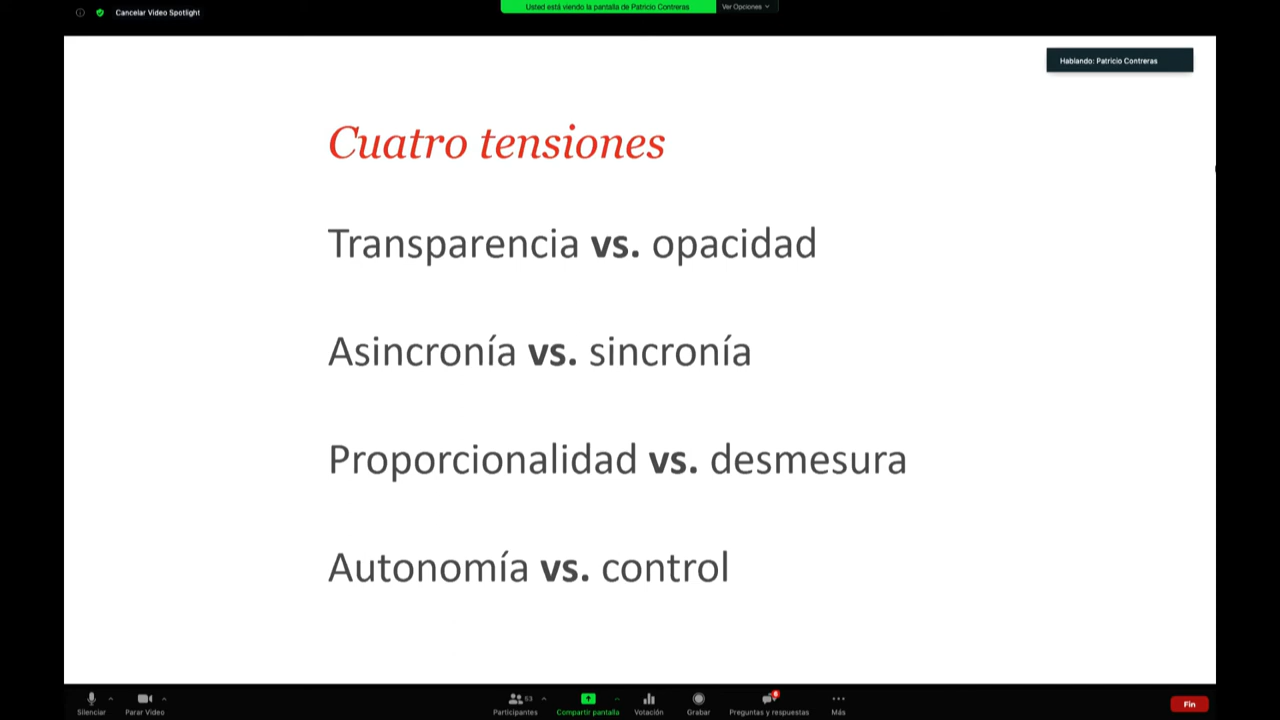 Cancelar Video Spotlight
Usted está viendo la pantalla de Patricio Contreras
Ver Opciones
Hablando: Patricio Contreras
Cuatro tensiones
Transparencia vs. opacidad
Asincronía vs. sincronía
Proporcionalidad vs. desmesura
Autonomía vs. control
53
6
Silenciar
Parar Video
Participantes
Compartir pantalla
Votación
Grabar
Preguntas y respuestas
Más
Fin